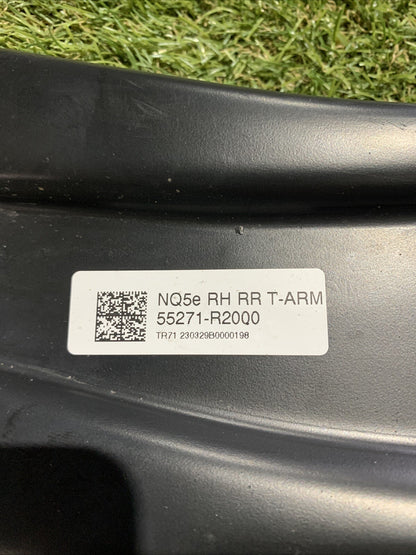 NQ5e RH RR T-ARM
55271-R2000
TR71 230329B0000198